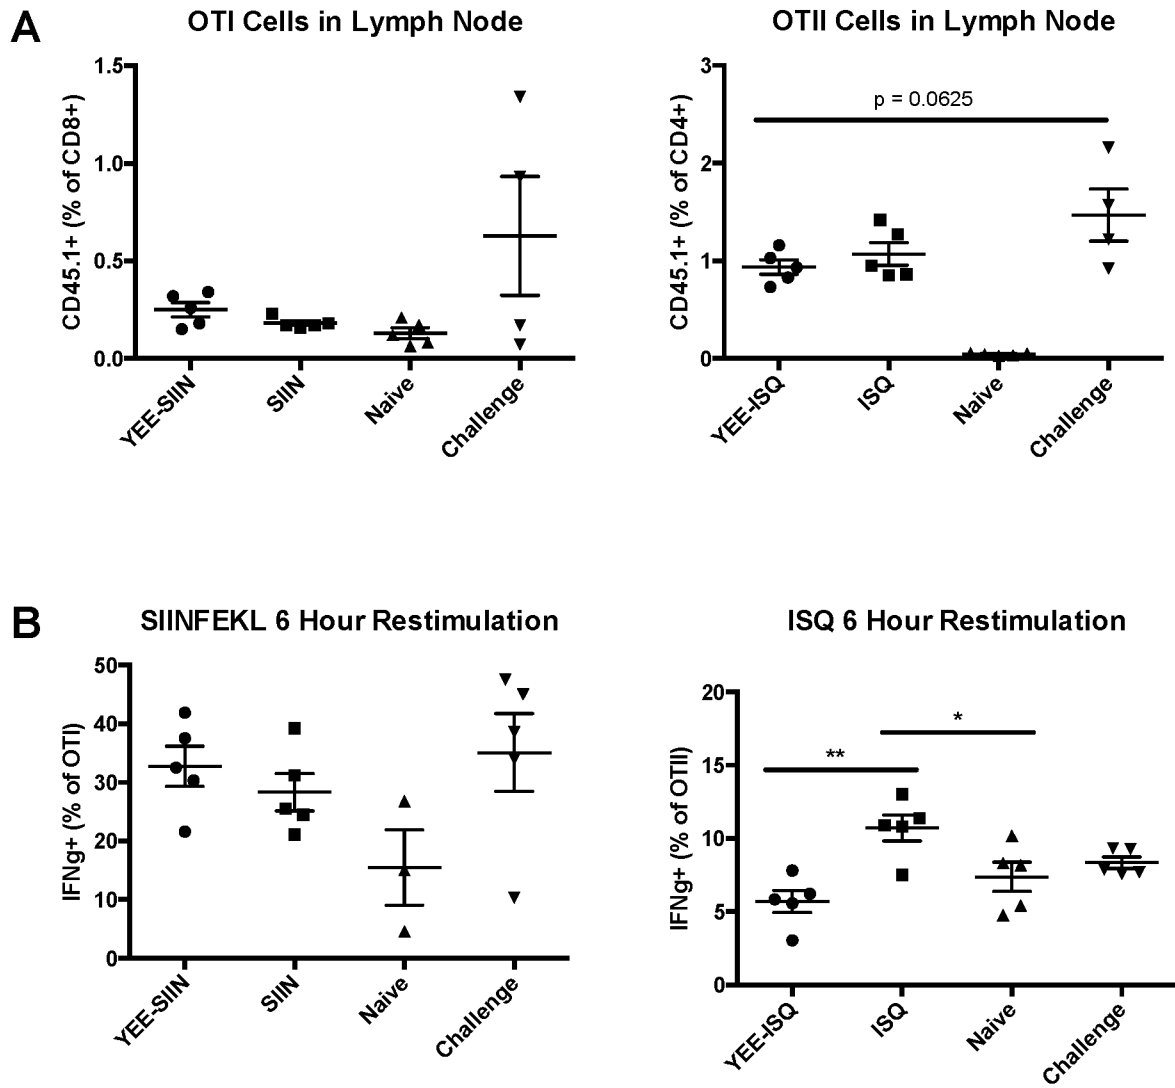 A
OTI Cells in Lymph Node
CD45.1+ (% of CD8+)
1.5
1.0
0.5
0.0
YEE-SIIN
SIIN
Naive
Challenge
OTII Cells in Lymph Node
CD45.1+ (% of CD4+)
3
2
1
0
p = 0.0625
YEE-ISQ
ISQ
Naive
Challenge
B
SIINFEKL 6 Hour Restimulation
IFNg+ (% of OTI)
50
40
30
20
10
0
YEE-SIIN
SIIN
Naive
Challenge
ISQ 6 Hour Restimulation
IFNg+ (% of OTII)
20
15
10
5
0
*
**
YEE-ISQ
ISQ
Naive
Challenge